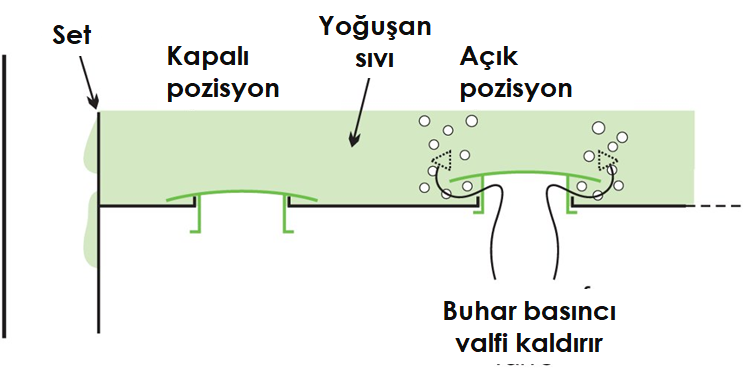 Set
Kapalı
pozisyon
Yoğuşan
sıvı
Açık
pozisyon
Buhar basıncı
valfi kaldırır